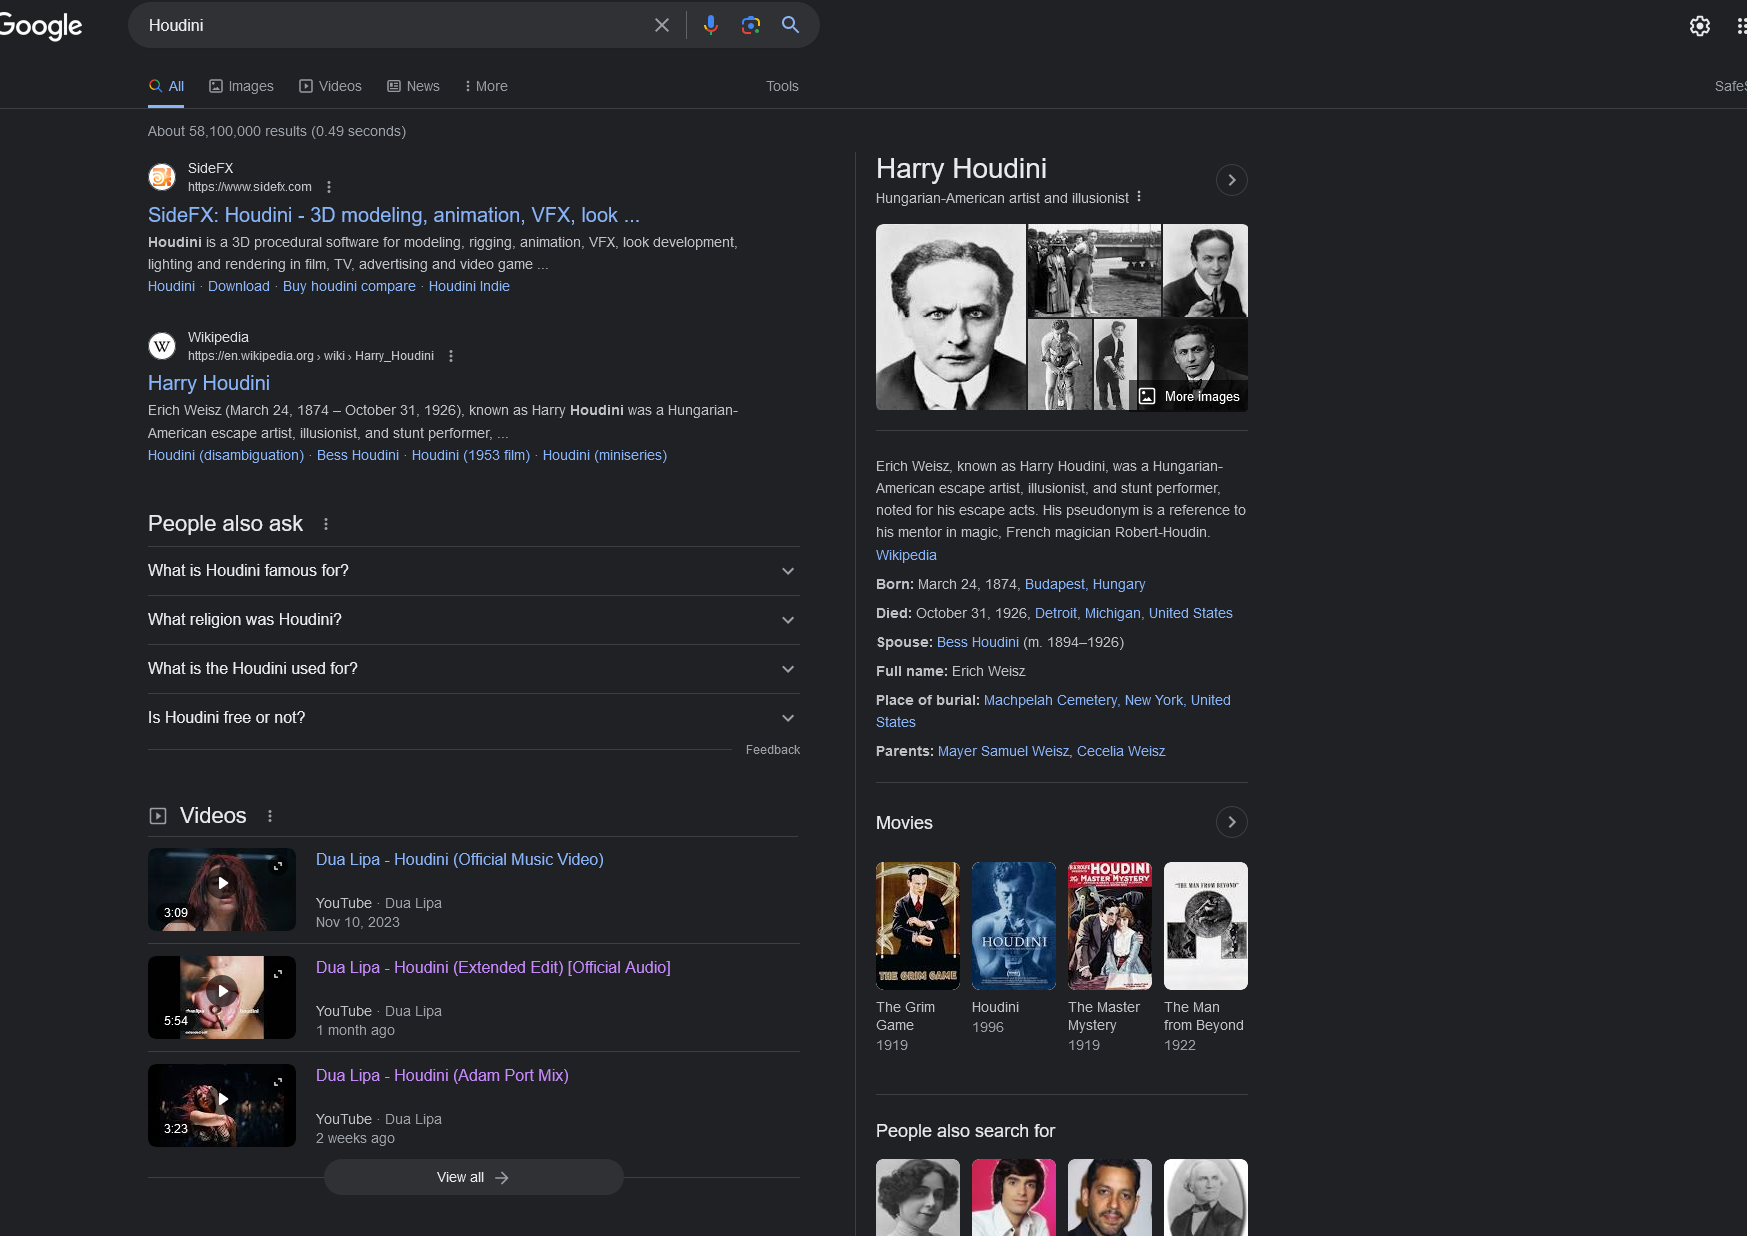 Google
Houdini
All
Images
Videos
News
More
Tools
SafeS
About 58,100,000 results (0.49 seconds)
SideFX
https://www.sidefx.com
SideFX: Houdini - 3D modeling, animation, VFX, look ...
Houdini is a 3D procedural software for modeling, rigging, animation, VFX, look development,
lighting and rendering in film, TV, advertising and video game ...
Houdini · Download · Buy houdini compare · Houdini Indie
W
Wikipedia
https://en.wikipedia.org › wiki › Harry_Houdini
Harry Houdini
Erich Weisz (March 24, 1874 – October 31, 1926), known as Harry Houdini was a Hungarian-
American escape artist, illusionist, and stunt performer, ...
Houdini (disambiguation) · Bess Houdini · Houdini (1953 film) · Houdini (miniseries)
People also ask
What is Houdini famous for?
What religion was Houdini?
What is the Houdini used for?
Is Houdini free or not?
Feedback
Videos
3:09
Dua Lipa - Houdini (Official Music Video)
YouTube · Dua Lipa
Nov 10, 2023
5:54
Dua Lipa - Houdini (Extended Edit) [Official Audio]
YouTube · Dua Lipa
1 month ago
3:23
Dua Lipa - Houdini (Adam Port Mix)
YouTube · Dua Lipa
2 weeks ago
View all
Harry Houdini
Hungarian-American artist and illusionist
More images
Erich Weisz, known as Harry Houdini, was a Hungarian-
American escape artist, illusionist, and stunt performer,
noted for his escape acts. His pseudonym is a reference to
his mentor in magic, French magician Robert-Houdin.
Wikipedia
Born: March 24, 1874, Budapest, Hungary
Died: October 31, 1926, Detroit, Michigan, United States
Spouse: Bess Houdini (m. 1894–1926)
Full name: Erich Weisz
Place of burial: Machpelah Cemetery, New York, United
States
Parents: Mayer Samuel Weisz, Cecelia Weisz
Movies
THE GRIM GAME
HOUDINI
HOUDINI
THE MASTER MYSTERY
"THE MAN FROM BEYOND"
The Grim
Game
1919
Houdini
1996
The Master
Mystery
1919
The Man
from Beyond
1922
People also search for